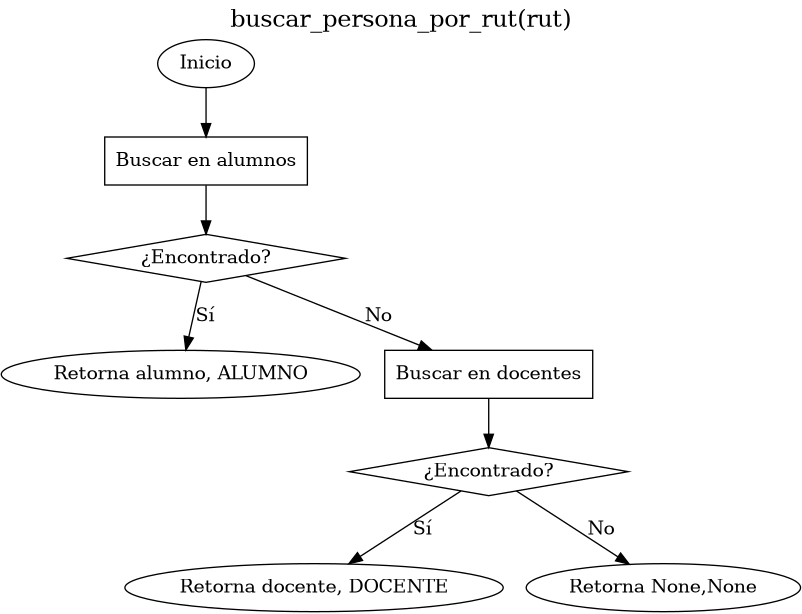 buscar_persona_por_rut(rut)
Inicio
Buscar en alumnos
¿Encontrado?
Sí
No
Retorna alumno, ALUMNO
Buscar en docentes
¿Encontrado?
Sí
No
Retorna docente, DOCENTE
Retorna None,None